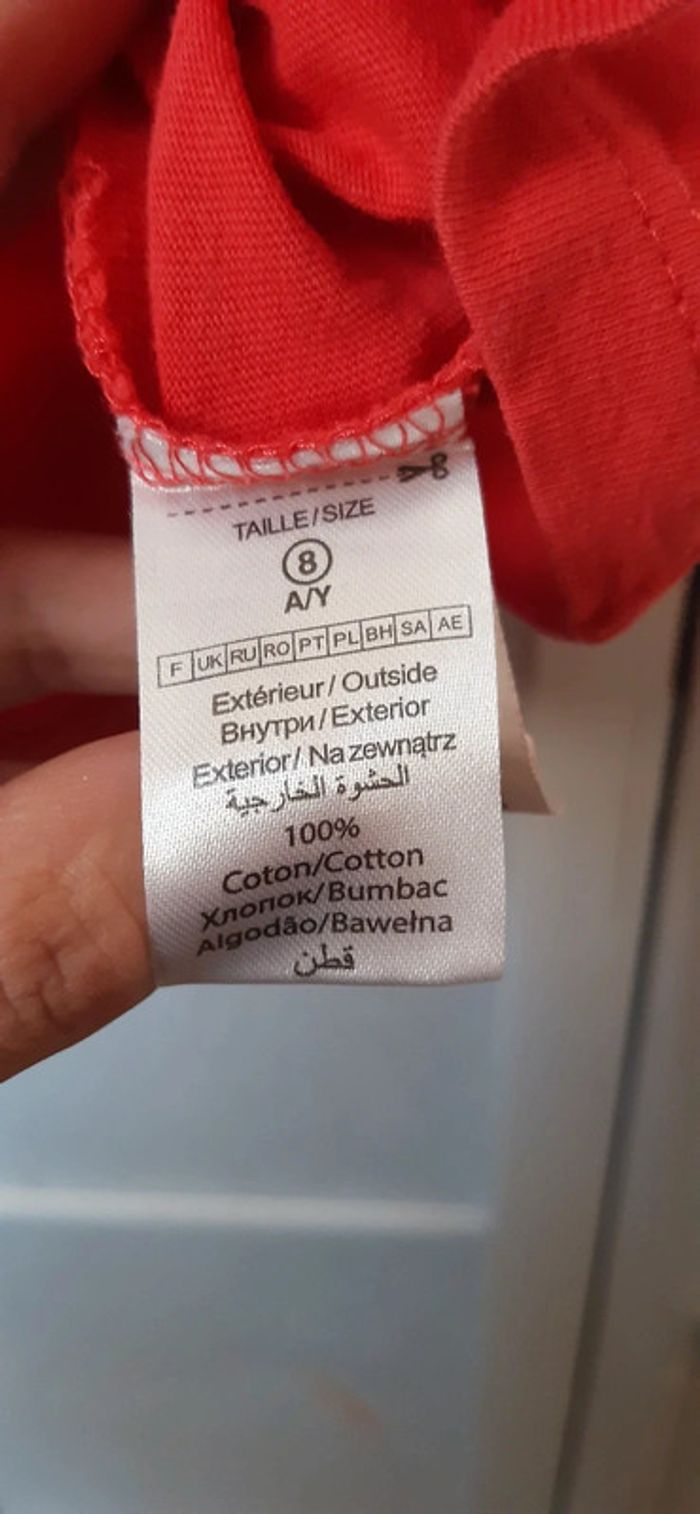 TAILLE/SIZE
8
A/Y
F UK RU RO PT PL BH SA AE
Extérieur/Outside
Внутри/Exterior
Exterior/Na zewnątrz
الحشوة الخارجية
100%
Coton/Cotton
Хлопок/Bumbac
Algodão/Bawełna
قطن